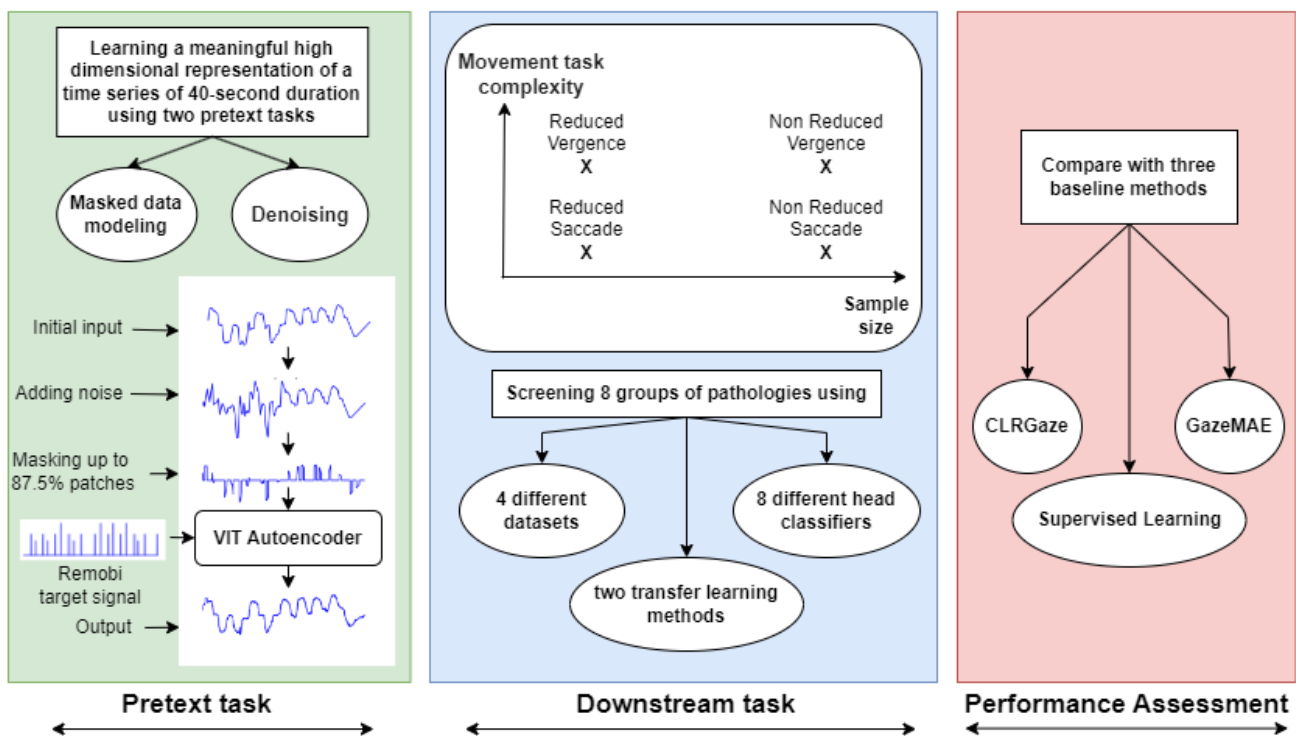 Learning a meaningful high
dimensional representation of a
time series of 40-second duration
using two pretext tasks
Masked data
modeling
Denoising
Initial input
Adding noise
Masking up to
87.5% patches
VIT Autoencoder
Remobi
target signal
Output
Pretext task
Movement task
complexity
Reduced
Vergence
X
Non Reduced
Vergence
X
Reduced
Saccade
X
Non Reduced
Saccade
X
Sample
size
Screening 8 groups of pathologies using
4 different
datasets
8 different head
classifiers
two transfer learning
methods
Downstream task
Compare with three
baseline methods
CLRGaze
GazeMAE
Supervised Learning
Performance Assessment